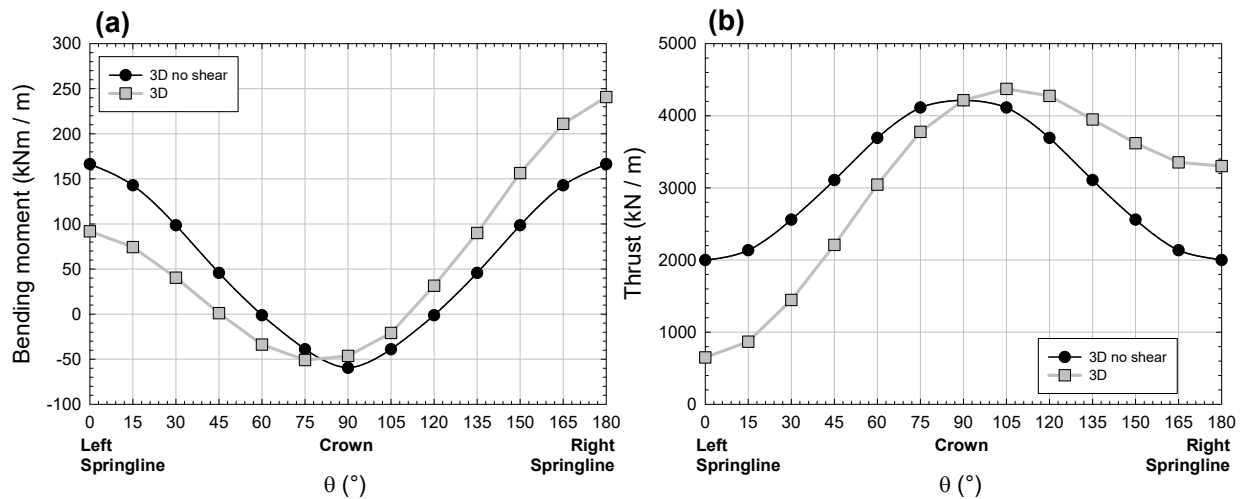 (a)
Bending moment (kNm / m)
300
250
200
150
100
50
0
-50
-100
3D no shear
3D
0 15 30 45 60 75 90 105 120 135 150 165 180
Left Springline
Crown
Right Springline
θ (°)
(b)
Thrust (kN / m)
5000
4000
3000
2000
1000
0
3D no shear
3D
0 15 30 45 60 75 90 105 120 135 150 165 180
Left Springline
Crown
Right Springline
θ (°)